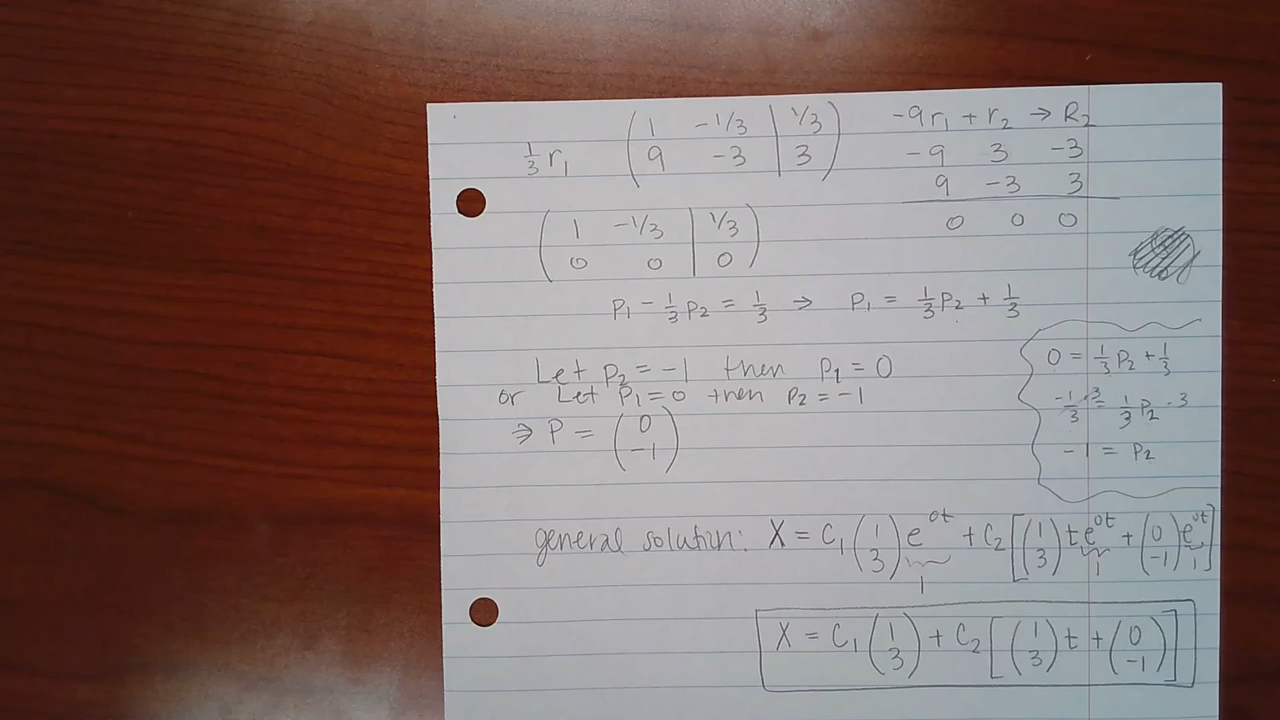 1/3 r₁ ( 1 -1/3 | 1/3 ) -9r₁ + r₂ → R₂
( 9 -3 | 3 ) -9 3 -3
9 -3 3
( 1 -1/3 | 1/3 ) 0 0 0
( 0 0 | 0 )
P₁ - 1/3 P₂ = 1/3 → P₁ = 1/3 P₂ + 1/3
Let P₂ = -1 then P₁ = 0
or Let P₁ = 0 then P₂ = -1
⇒ P = ( 0 -1 )
0 = 1/3 P₂ + 1/3
-1/3 · 3 = 1/3 P₂ · 3
-1 = P₂
general solution: X = C₁ ( 1 3 ) e^0t + C₂ [ ( 1 3 ) t e^0t + ( 0 -1 ) e^0t ]
1 1 1
X = C₁ ( 1 3 ) + C₂ [ ( 1 3 ) t + ( 0 -1 ) ]